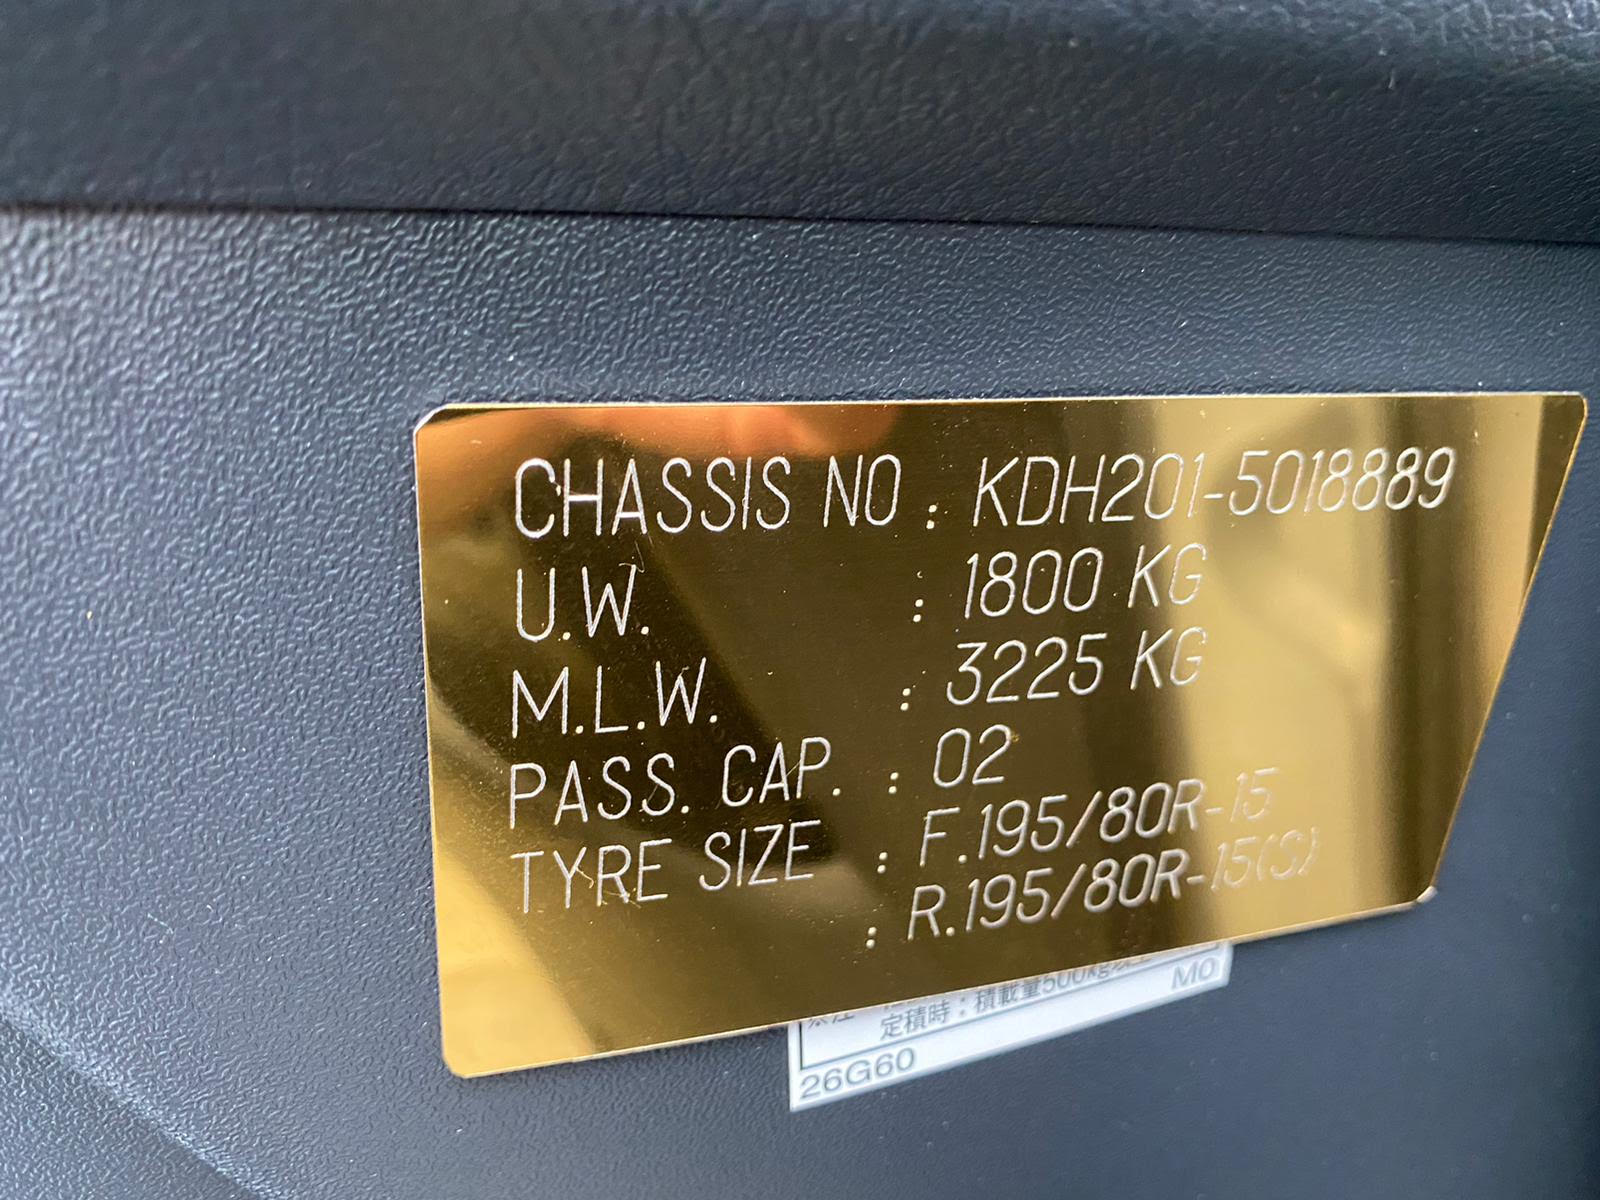 CHASSIS NO : KDH201-5018889
U.W. : 1800 KG
M.L.W. : 3225 KG
PASS. CAP. : 02
TYRE SIZE : F.195/80R-15
: R.195/80R-15(S)
定積時：積載量500kg
MO
26G60